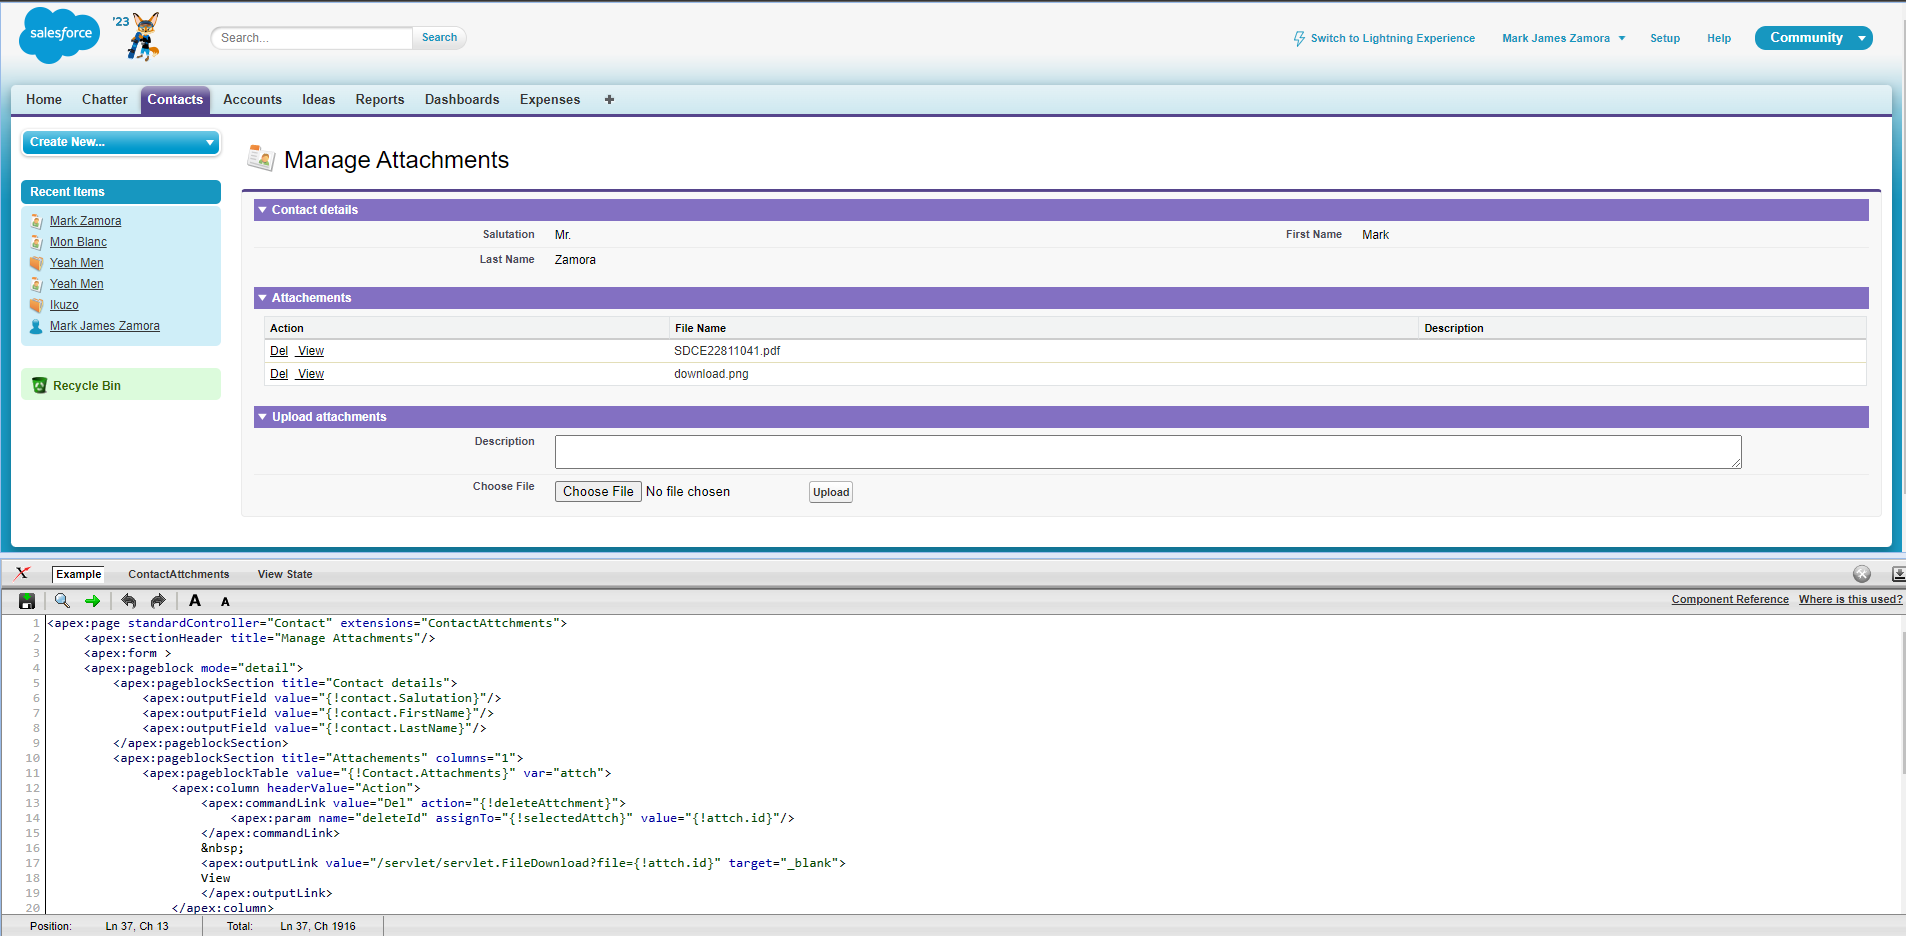 salesforce
'23
Search...
Search
Switch to Lightning Experience
Mark James Zamora
Setup
Help
Community
Home
Chatter
Contacts
Accounts
Ideas
Reports
Dashboards
Expenses
+
Create New...
Recent Items
Mark Zamora
Mon Blanc
Yeah Men
Yeah Men
Ikuzo
Mark James Zamora
Recycle Bin
Manage Attachments
Contact details
Salutation Mr.
First Name Mark
Last Name Zamora
Attachements
Action File Name Description
Del View SDCE22811041.pdf
Del View download.png
Upload attachments
Description
Choose File Choose File No file chosen Upload
Example ContactAttchments View State
A A
Component Reference Where is this used?
1 <apex:page standardController="Contact" extensions="ContactAttchments">
2 <apex:sectionHeader title="Manage Attachments"/>
3 <apex:form >
4 <apex:pageblock mode="detail">
5 <apex:pageblockSection title="Contact details">
6 <apex:outputField value="{!contact.Salutation}"/>
7 <apex:outputField value="{!contact.FirstName}"/>
8 <apex:outputField value="{!contact.LastName}"/>
9 </apex:pageblockSection>
10 <apex:pageblockSection title="Attachements" columns="1">
11 <apex:pageblockTable value="{!Contact.Attachments}" var="attch">
12 <apex:column headerValue="Action">
13 <apex:commandLink value="Del" action="{!deleteAttchment}">
14 <apex:param name="deleteId" assignTo="{!selectedAttch}" value="{!attch.id}"/>
15 </apex:commandLink>
16 &nbsp;
17 <apex:outputLink value="/servlet/servlet.FileDownload?file={!attch.id}" target="_blank">
18 View
19 </apex:outputLink>
20 </apex:column>
Position: Ln 37, Ch 13 Total: Ln 37, Ch 1916